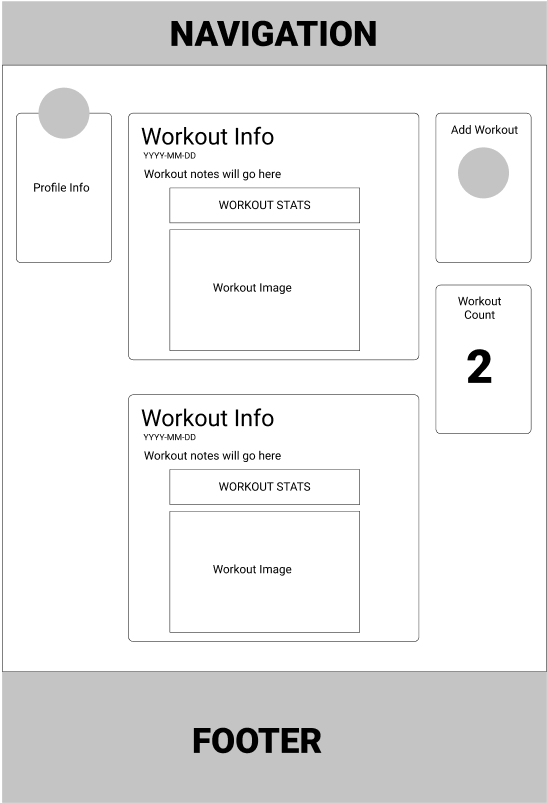 NAVIGATION
Profile Info
Workout Info
YYYY-MM-DD
Workout notes will go here
WORKOUT STATS
Workout Image
Workout Info
YYYY-MM-DD
Workout notes will go here
WORKOUT STATS
Workout Image
Add Workout
Workout
Count
2
FOOTER